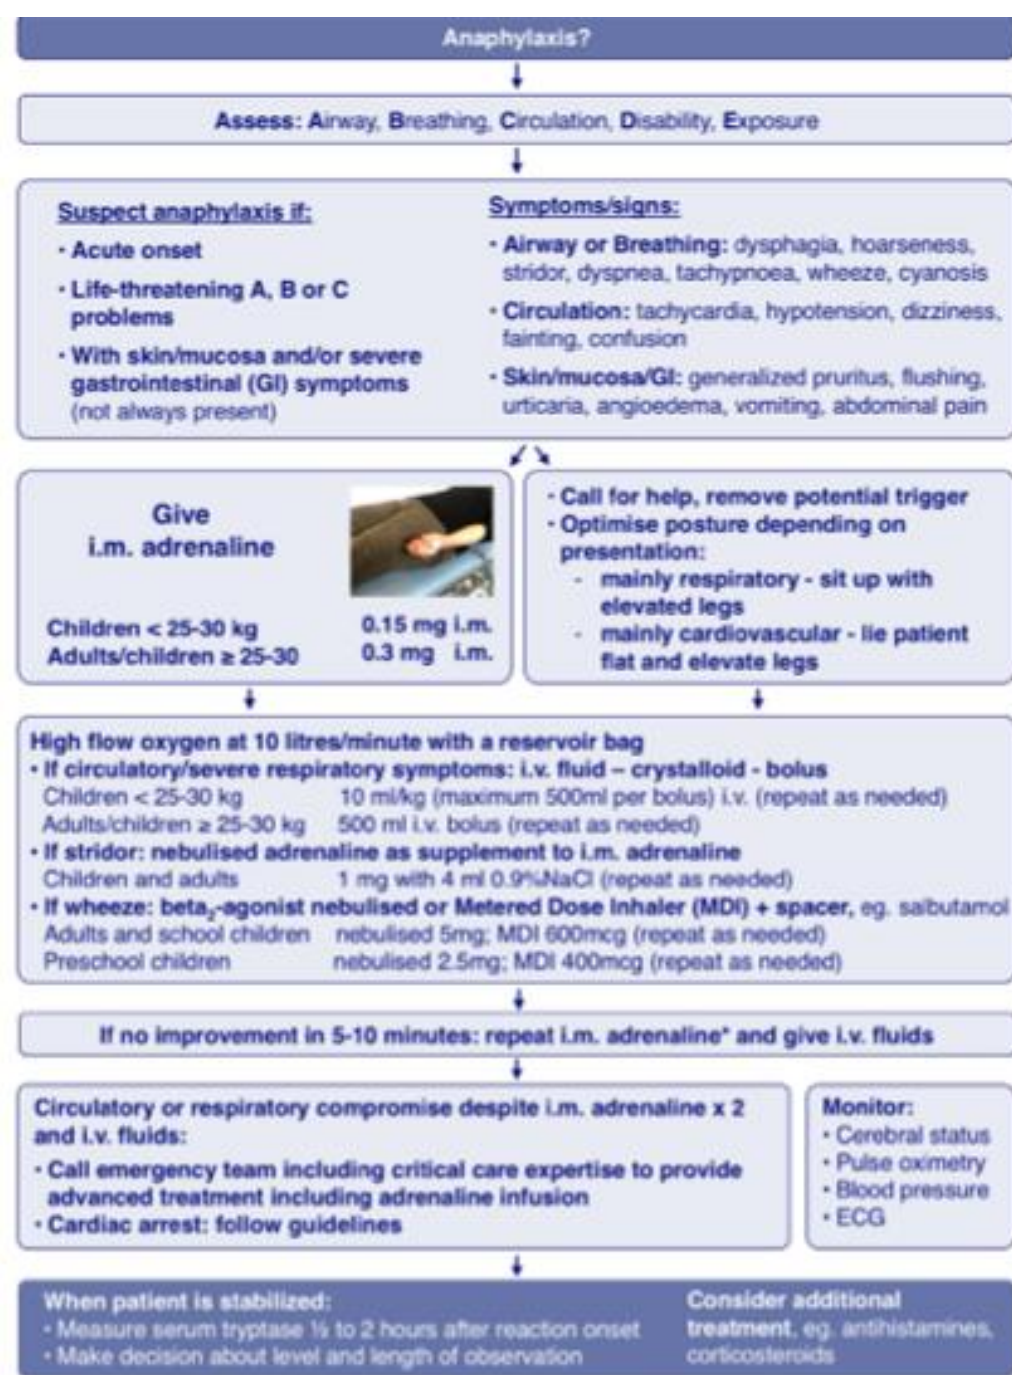 Anaphylaxis?
Assess: Airway, Breathing, Circulation, Disability, Exposure
Suspect anaphylaxis if:
• Acute onset
• Life-threatening A, B or C
problems
• With skin/mucosa and/or severe
gastrointestinal (GI) symptoms
(not always present)
Symptoms/signs:
• Airway or Breathing: dysphagia, hoarseness,
stridor, dyspnea, tachypnoea, wheeze, cyanosis
• Circulation: tachycardia, hypotension, dizziness,
fainting, confusion
• Skin/mucosa/GI: generalized pruritus, flushing,
urticaria, angioedema, vomiting, abdominal pain
Give
i.m. adrenaline
Children < 25-30 kg 0.15 mg i.m.
Adults/children ≥ 25-30 0.3 mg i.m.
• Call for help, remove potential trigger
• Optimise posture depending on
presentation:
- mainly respiratory - sit up with
elevated legs
- mainly cardiovascular - lie patient
flat and elevate legs
High flow oxygen at 10 litres/minute with a reservoir bag
• If circulatory/severe respiratory symptoms: i.v. fluid – crystalloid - bolus
Children < 25-30 kg 10 ml/kg (maximum 500ml per bolus) i.v. (repeat as needed)
Adults/children ≥ 25-30 kg 500 ml i.v. bolus (repeat as needed)
• If stridor: nebulised adrenaline as supplement to i.m. adrenaline
Children and adults 1 mg with 4 ml 0.9%NaCl (repeat as needed)
• If wheeze: beta₂-agonist nebulised or Metered Dose Inhaler (MDI) + spacer, eg. salbutamol
Adults and school children nebulised 5mg; MDI 600mcg (repeat as needed)
Preschool children nebulised 2.5mg; MDI 400mcg (repeat as needed)
If no improvement in 5-10 minutes: repeat i.m. adrenaline* and give i.v. fluids
Circulatory or respiratory compromise despite i.m. adrenaline x 2
and i.v. fluids:
• Call emergency team including critical care expertise to provide
advanced treatment including adrenaline infusion
• Cardiac arrest: follow guidelines
Monitor:
• Cerebral status
• Pulse oximetry
• Blood pressure
• ECG
When patient is stabilized:
• Measure serum tryptase ½ to 2 hours after reaction onset
• Make decision about level and length of observation
Consider additional
treatment, eg. antihistamines,
corticosteroids